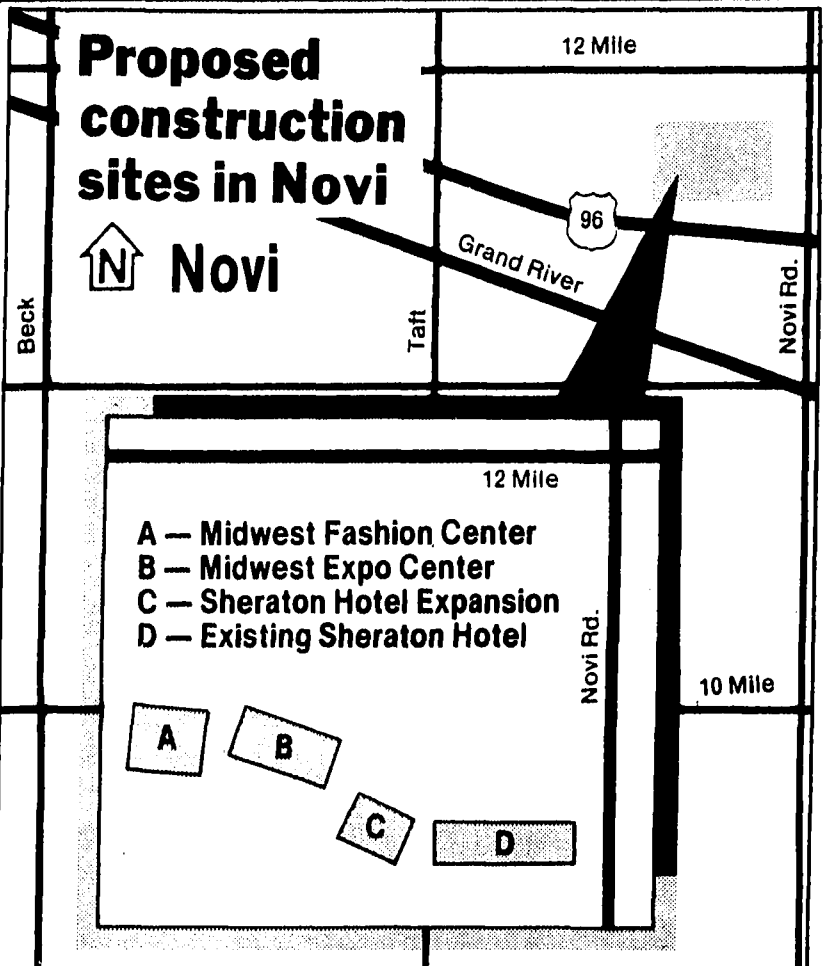 Proposed
construction
sites in Novi
N Novi
12 Mile
96
Grand River
Beck
Taft
Novi Rd.
12 Mile
A — Midwest Fashion Center
B — Midwest Expo Center
C — Sheraton Hotel Expansion
D — Existing Sheraton Hotel
Novi Rd.
10 Mile
A
B
C
D